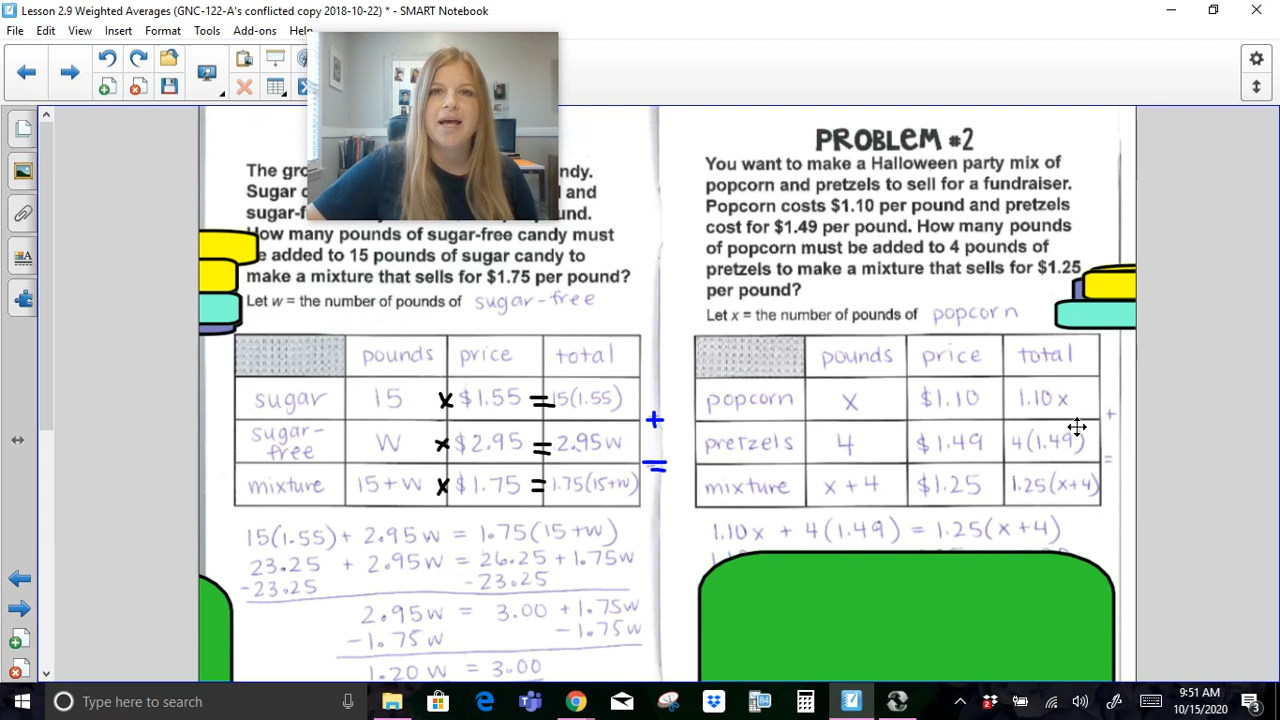 Lesson 2.9 Weighted Averages (GNC-122-A's conflicted copy 2018-10-22) * - SMART Notebook
File Edit View Insert Format Tools Add-ons Help
The gro
ndy.
Sugar c
and
sugar-f
und.
How many pounds of sugar-free candy must
e added to 15 pounds of sugar candy to
make a mixture that sells for $1.75 per pound?
Let w = the number of pounds of sugar-free
pounds price total
sugar 15 × $1.55 = 15(1.55)
sugar-
free W × $2.95 = 2.95W
mixture 15+W × $1.75 = 1.75(15+W)
+
=
15(1.55) + 2.95W = 1.75(15+W)
23.25 + 2.95W = 26.25 + 1.75W
-23.25 -23.25
2.95W = 3.00 + 1.75W
-1.75W -1.75W
1.20W = 3.00
PROBLEM #2
You want to make a Halloween party mix of
popcorn and pretzels to sell for a fundraiser.
Popcorn costs $1.10 per pound and pretzels
cost for $1.49 per pound. How many pounds
of popcorn must be added to 4 pounds of
pretzels to make a mixture that sells for $1.25
per pound?
Let x = the number of pounds of popcorn
pounds price total
popcorn X $1.10 1.10x
pretzels 4 $1.49 4(1.49)
mixture x+4 $1.25 1.25(x+4)
+
=
1.10x + 4(1.49) = 1.25(x+4)
Type here to search
9:51 AM
10/15/2020